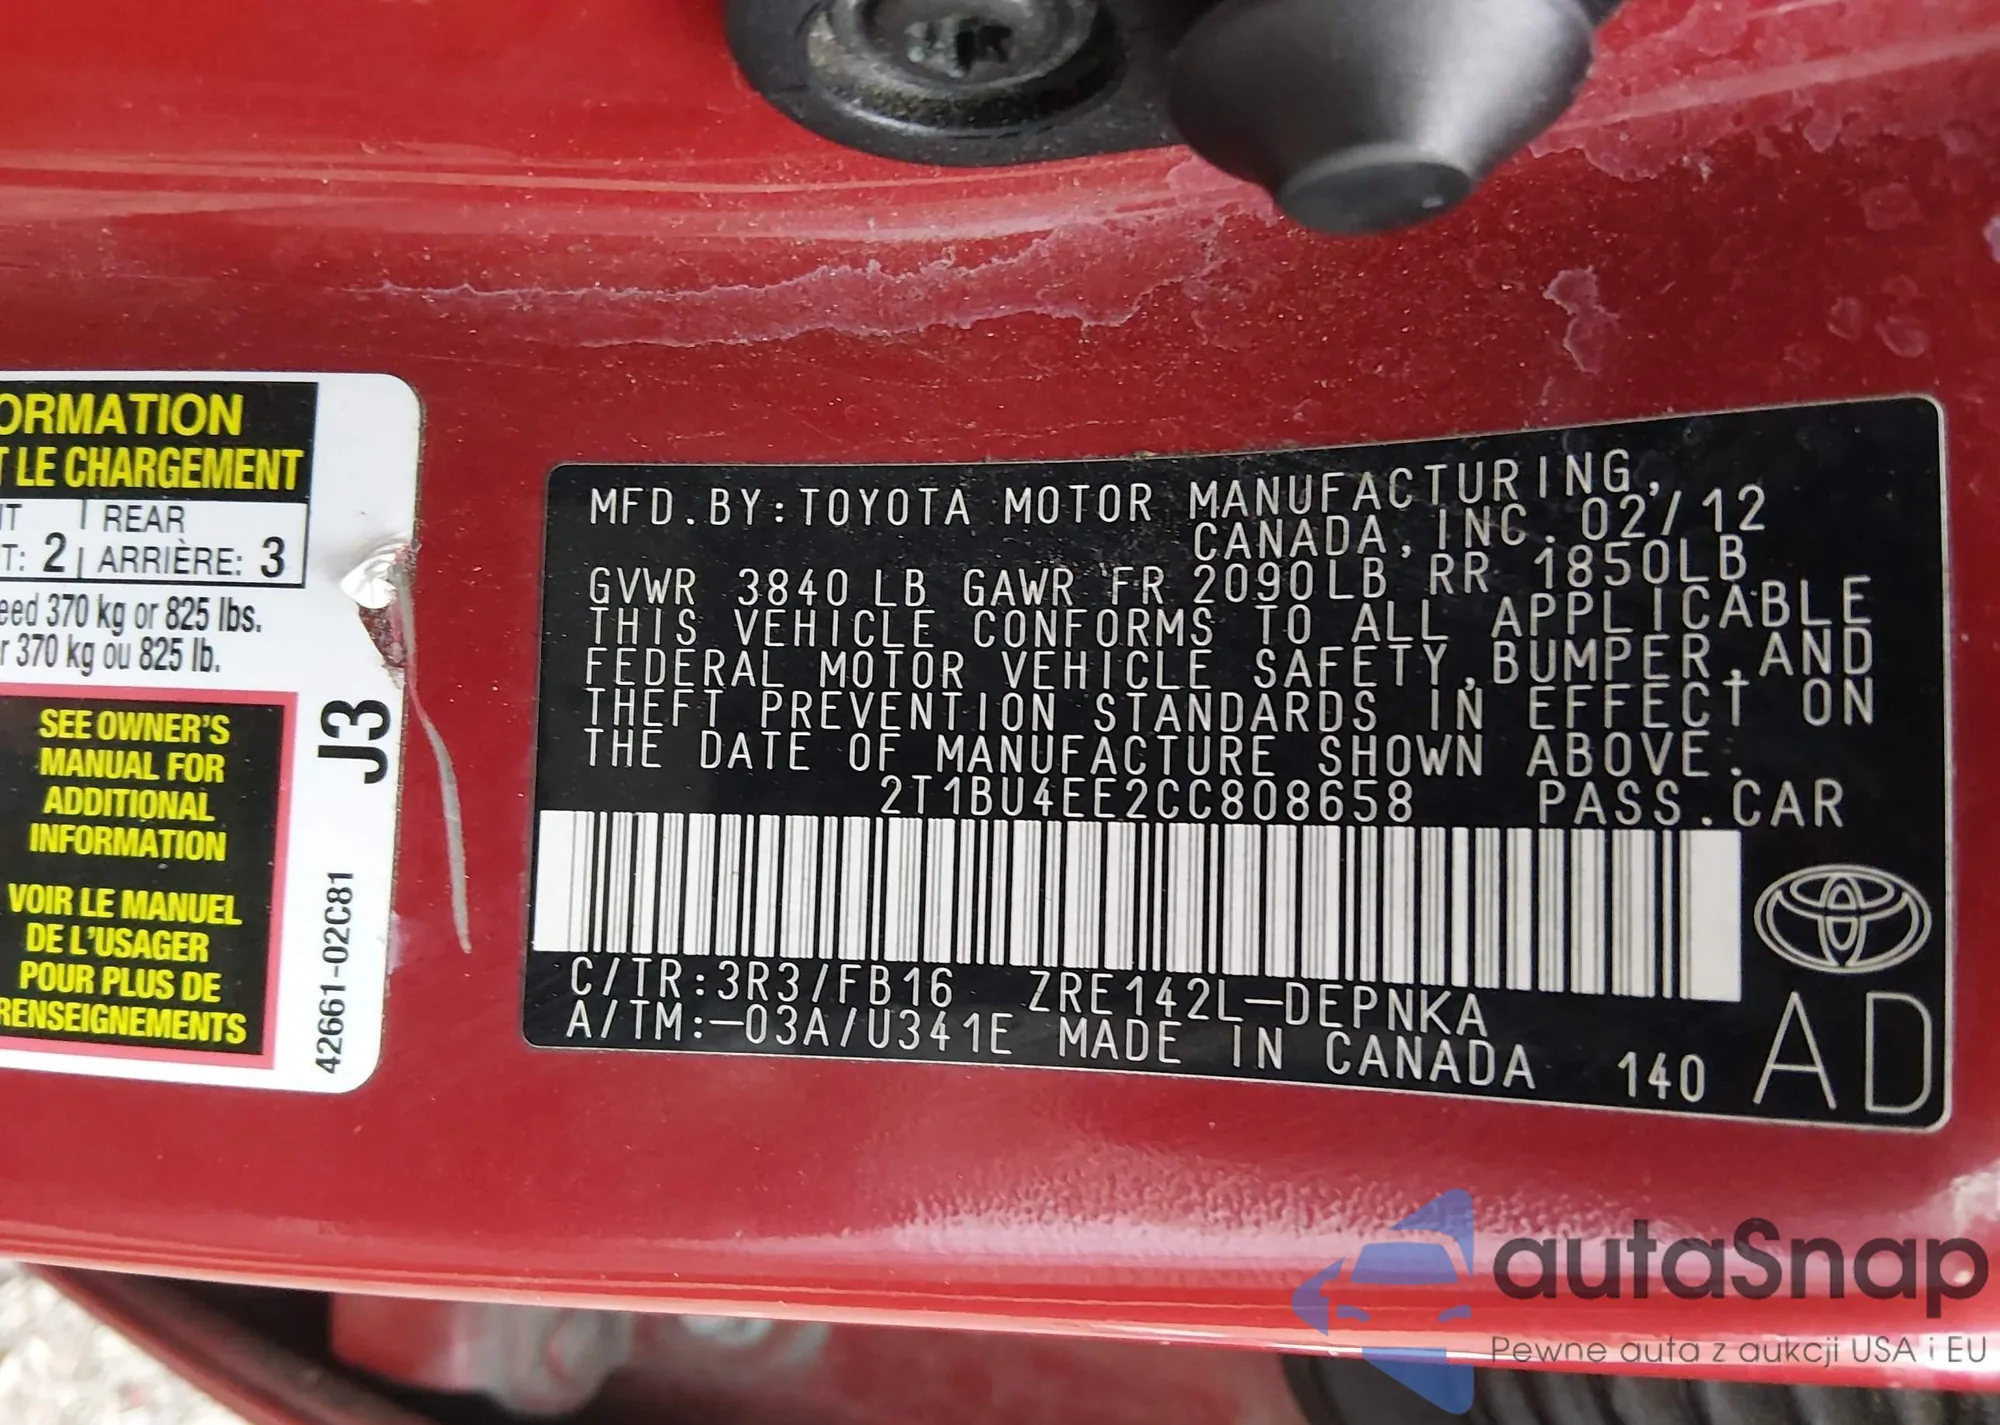 ORMATION
T LE CHARGEMENT
REAR
T: 2 ARRIÈRE: 3
eed 370 kg or 825 lbs.
r 370 kg ou 825 lb.
SEE OWNER'S
MANUAL FOR
ADDITIONAL
INFORMATION
VOIR LE MANUEL
DE L'USAGER
POUR PLUS DE
RENSEIGNEMENTS
J3
42661-02C81
MFD.BY:TOYOTA MOTOR MANUFACTURING,
CANADA, INC. 02/12
GVWR 3840 LB GAWR FR 2090LB RR 1850LB
THIS VEHICLE CONFORMS TO ALL APPLICABLE
FEDERAL MOTOR VEHICLE SAFETY,BUMPER,AND
THEFT PREVENTION STANDARDS IN EFFECT ON
THE DATE OF MANUFACTURE SHOWN ABOVE.
2T1BU4EE2CC808658 PASS.CAR
C/TR:3R3/FB16 ZRE142L-DEPNKA
A/TM:-03A/U341E MADE IN CANADA 140
AD
autaSnap
Pewne auta z aukcji USA i EU